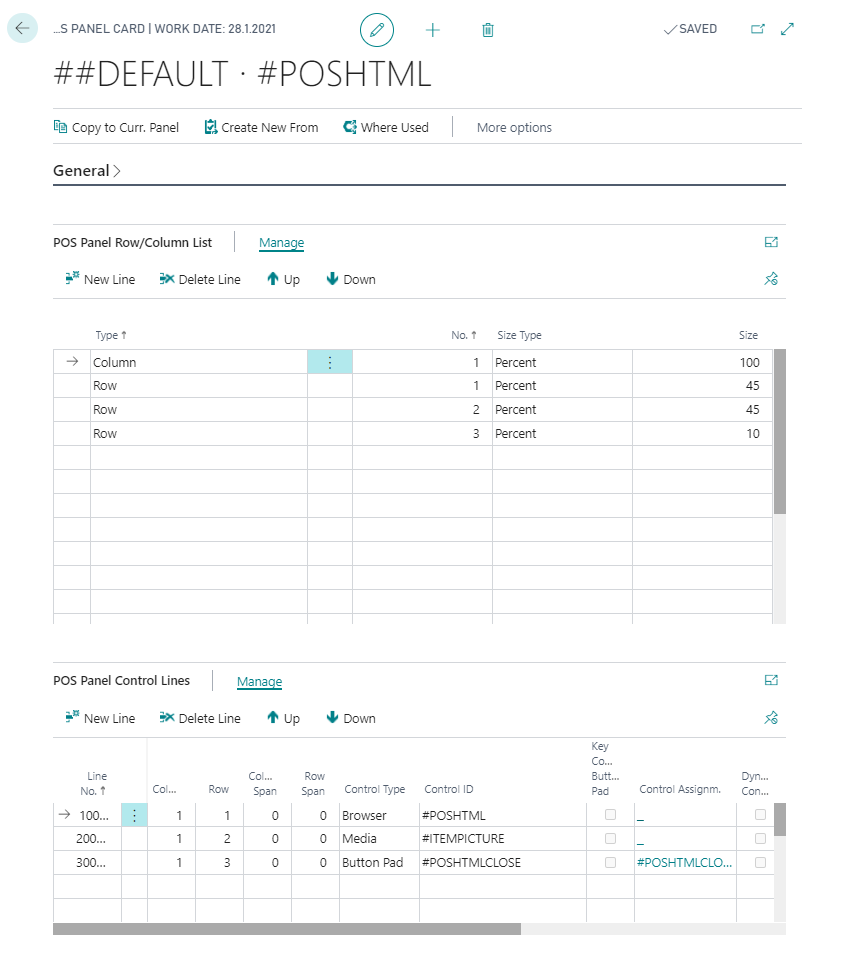 ...S PANEL CARD | WORK DATE: 28.1.2021
SAVED
##DEFAULT · #POSHTML
Copy to Curr. Panel Create New From Where Used More options
General
POS Panel Row/Column List Manage
New Line Delete Line Up Down
Type ↑ No. ↑ Size Type Size
Column 1 Percent 100
Row 1 Percent 45
Row 2 Percent 45
Row 3 Percent 10
POS Panel Control Lines Manage
New Line Delete Line Up Down
Line No. ↑ Col... Row Col... Span Row Span Control Type Control ID Key Co... Butt... Pad Control Assignm. Dyn... Con...
100... 1 1 0 0 Browser #POSHTML _
200... 1 2 0 0 Media #ITEMPICTURE _
300... 1 3 0 0 Button Pad #POSHTMLCLOSE #POSHTMLCLO...